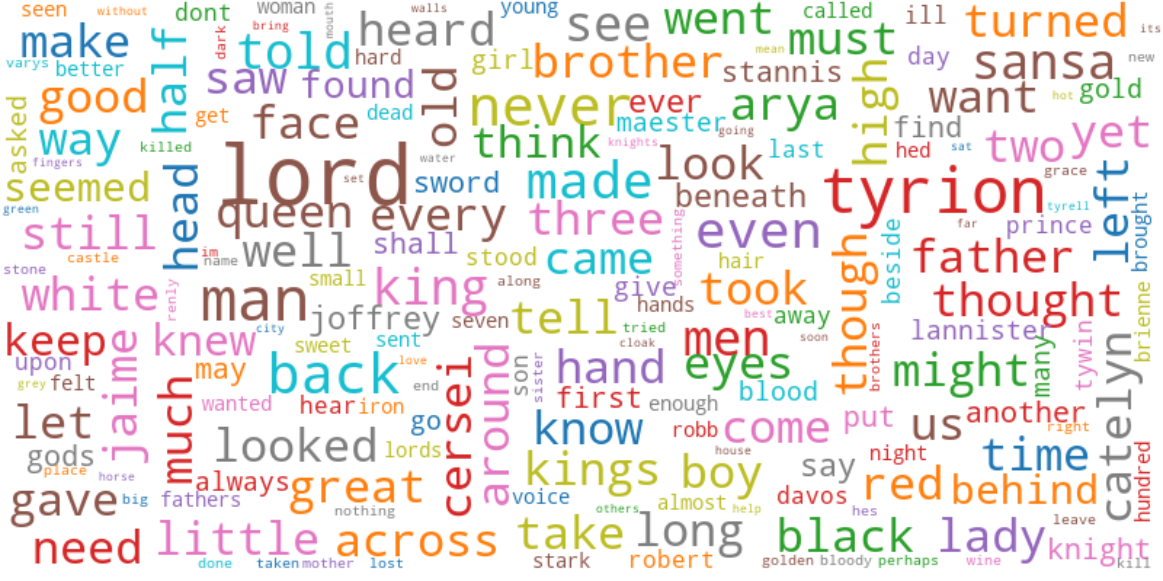 seen without dont woman walls young called ill turned its
make dark bring told mouth heard see went must
varys better half hard girl brother mean day sansa new
saw found stannis
good old never ever arya high want hot gold
asked get face dead maester going find
way killed think knights last hed sat two yet
fingers lord water look grace
seemed head set sword made beneath tyrion left tyrell
green queen every three even far prince brought
still name well shall stood came something though beside father
castle im hair
stone small along give took thought
white renly man king hands best away brienne
joffrey seven tell tried men soon lannister
keep knew city sweet sent cloak
upon jaime may back love son sister hand eyes brothers might many tywin catelyn
grey felt much end cersei around blood
wanted hear iron first enough
let looked go know robb come put us another
gods lords house right
place horse always kings boy say night time
gave big fathers great voice almost help davos red behind hundred
nothing others hes leave
need little across take long black lady knight
done taken mother lost stark robert golden bloody perhaps wine kill